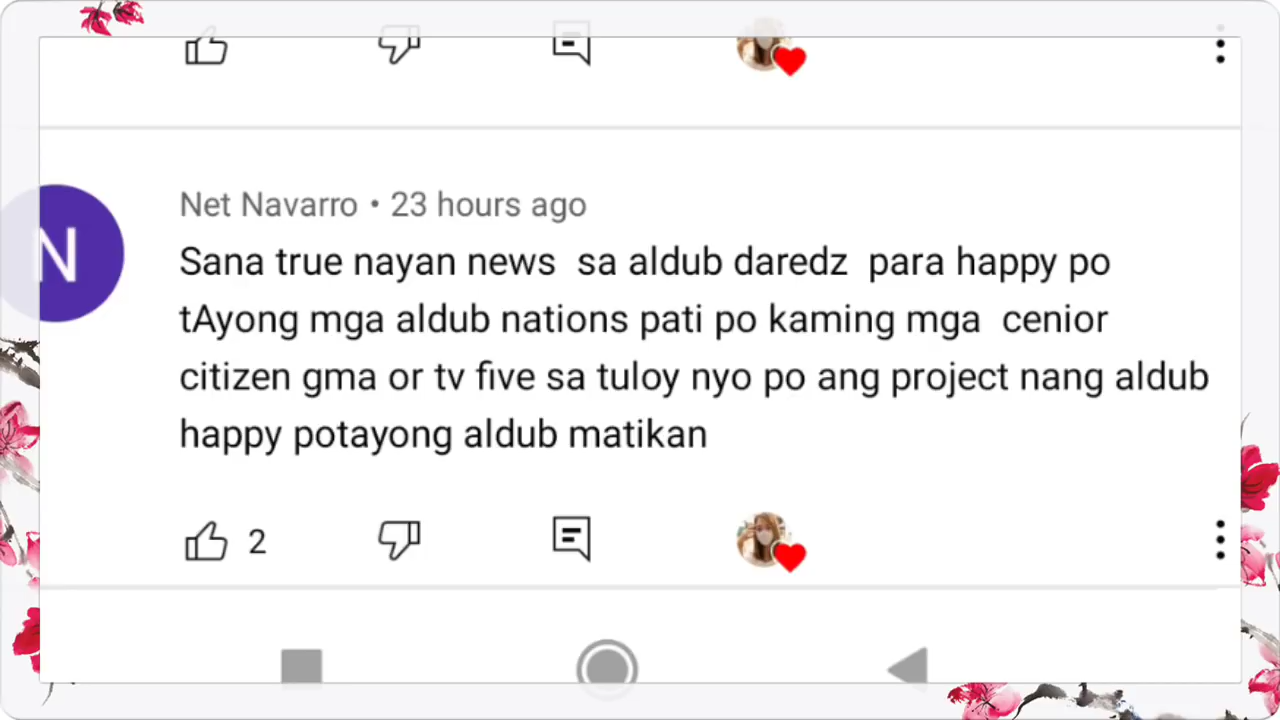 Net Navarro • 23 hours ago
Sana true nayan news sa aldub daredz para happy po
tAyong mga aldub nations pati po kaming mga cenior
citizen gma or tv five sa tuloy nyo po ang project nang aldub
happy potayong aldub matikan
2
N